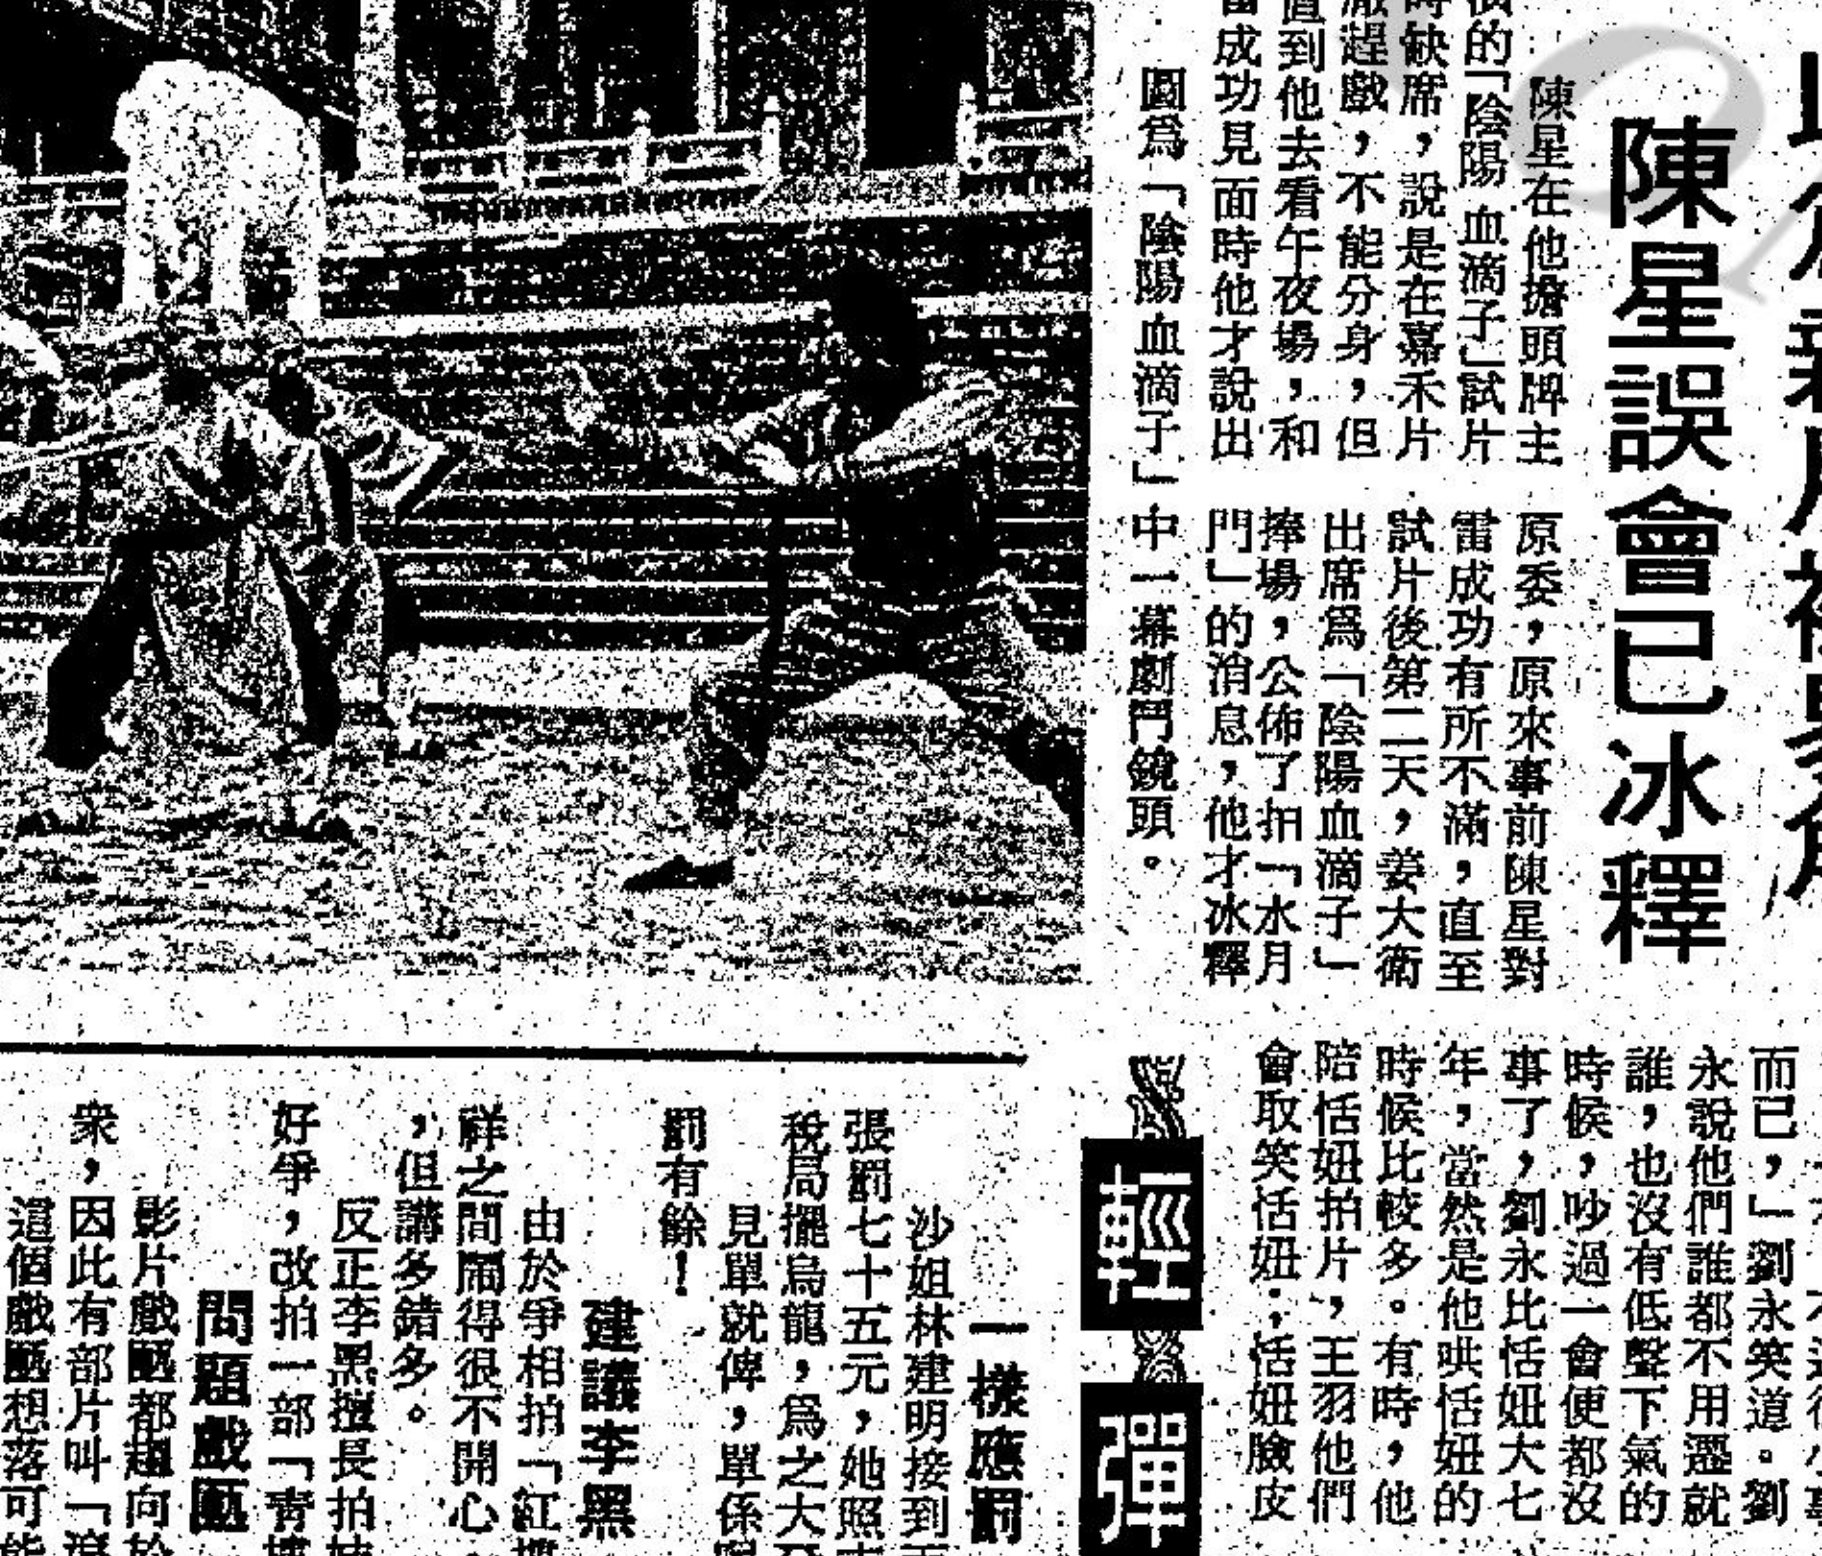 陳星誤會已冰釋
陳星在他擔頭牌主
的「陰陽血滴子」試片
時缺席，說是在嘉禾片
廠趕戲，不能分身，但
直到他去看午夜場，和
雷成功見面時他才說出
原委，原來事前陳星對
雷成功有所不滿，直至
試片後第二天，姜大衛
出席為「陰陽血滴子」
捧場，公佈了拍「水月
門」的消息，他才冰釋
圖為「陰陽血滴子」中一幕劇鬥鏡頭。
而已，」劉永笑道。劉
永說他們誰都不用遷就
誰，也沒有低聲下氣的
時候，吵過一會便都沒
事了，劉永比恬妞大七
年，當然是他哄恬妞的
時候比較多。有時，他
陪恬妞拍片，王羽他們
會取笑恬妞；恬妞臉皮
輕彈
一樣應罰
沙姐林建明接到
張罰七十五元，她照
稅局擺烏龍，為之大
見單就俾，單係
罰有餘！
建議李黑
由於爭相拍「紅
祥之間鬧得很不開心
，但講多錯多。
反正李黑擅長拍
好爭，改拍一部「青樓
問題戲匭
影片戲匭都趨向於
衆，因此有部片叫「滾
這個戲匭想落可能